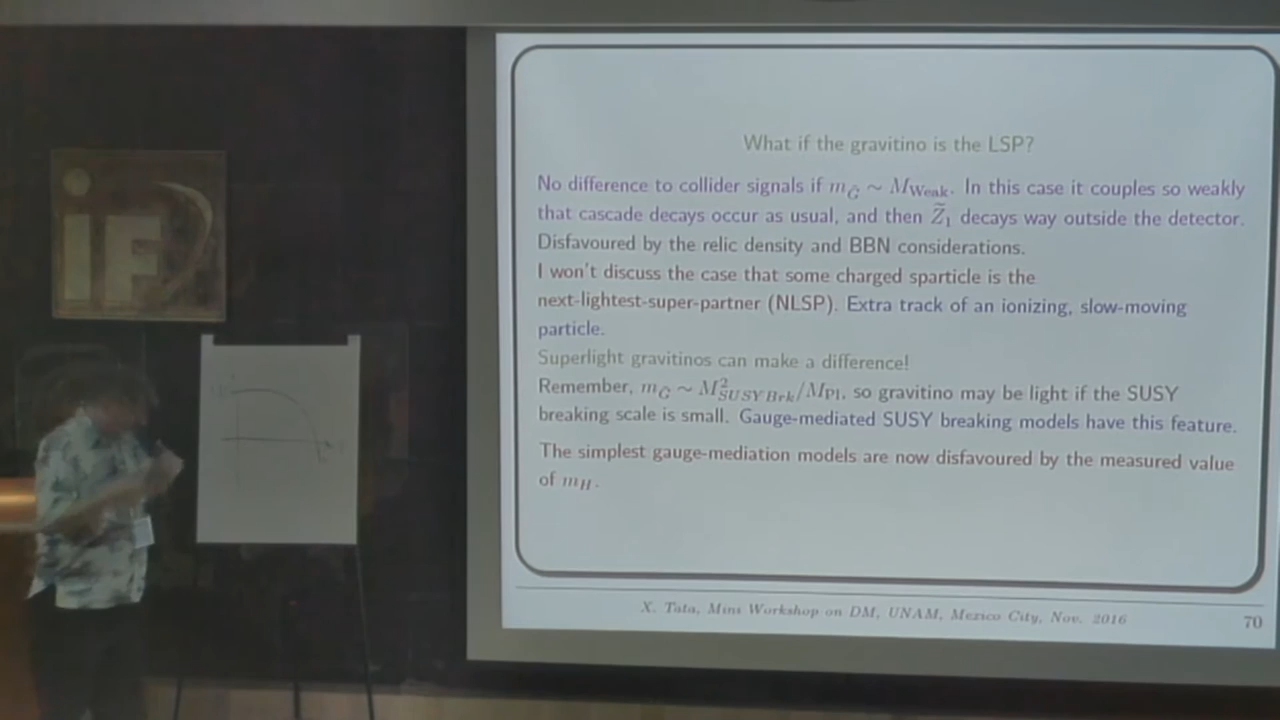 What if the gravitino is the LSP?
No difference to collider signals if m_G̃ ∼ M_Weak. In this case it couples so weakly
that cascade decays occur as usual, and then Z̃₁ decays way outside the detector.
Disfavoured by the relic density and BBN considerations.
I won't discuss the case that some charged sparticle is the
next-lightest-super-partner (NLSP). Extra track of an ionizing, slow-moving
particle.
Superlight gravitinos can make a difference!
Remember, m_G̃ ∼ M²_SUSYBrk/M_Pl, so gravitino may be light if the SUSY
breaking scale is small. Gauge-mediated SUSY breaking models have this feature.
The simplest gauge-mediation models are now disfavoured by the measured value
of m_H.
X. Tata, Mini Workshop on DM, UNAM, Mexico City, Nov. 2016
70